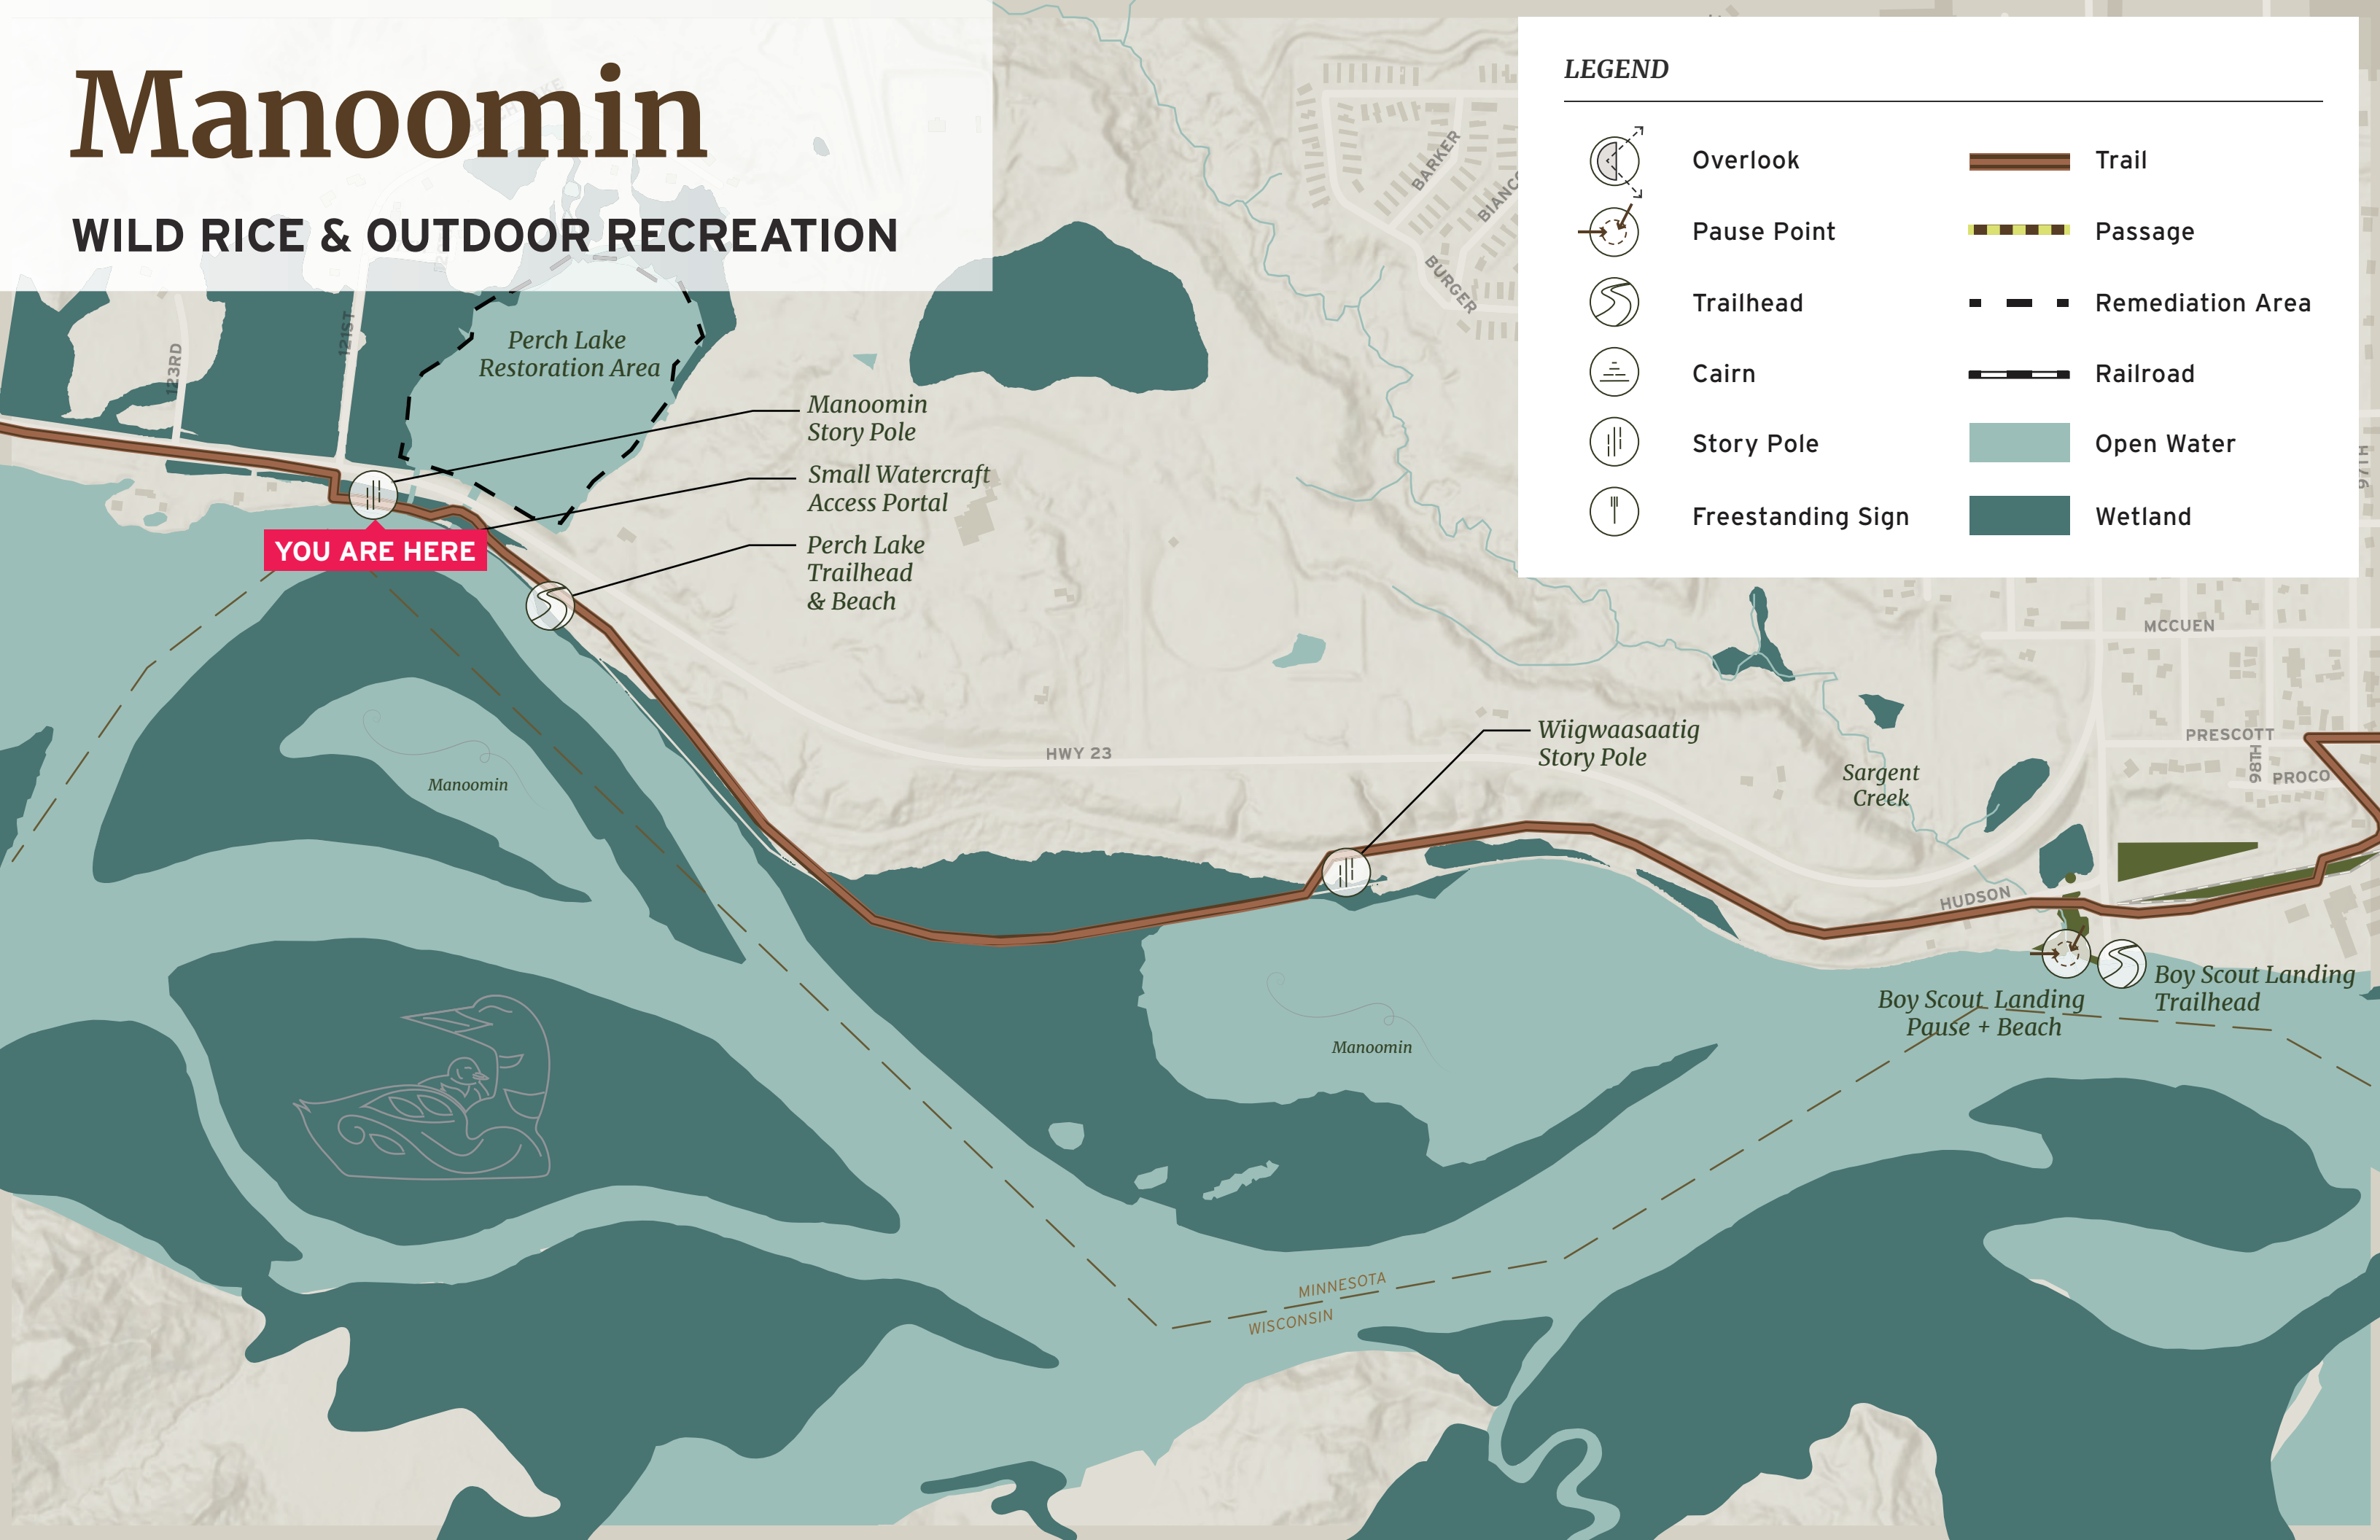 Manoomin
WILD RICE & OUTDOOR RECREATION
LEGEND
Overlook
Pause Point
Trailhead
Cairn
Story Pole
Freestanding Sign
Trail
Passage
Remediation Area
Railroad
Open Water
Wetland
BARKER
BURGER
123RD
121ST
Perch Lake
Restoration Area
Manoomin
Story Pole
Small Watercraft
Access Portal
Perch Lake
Trailhead
& Beach
YOU ARE HERE
Manoomin
HWY 23
Wiigwaasaatig
Story Pole
Sargent
Creek
97TH
MCCUEN
PRESCOTT
98TH
PROCO
HUDSON
Boy Scout Landing
Pause + Beach
Boy Scout Landing
Trailhead
Manoomin
MINNESOTA
WISCONSIN